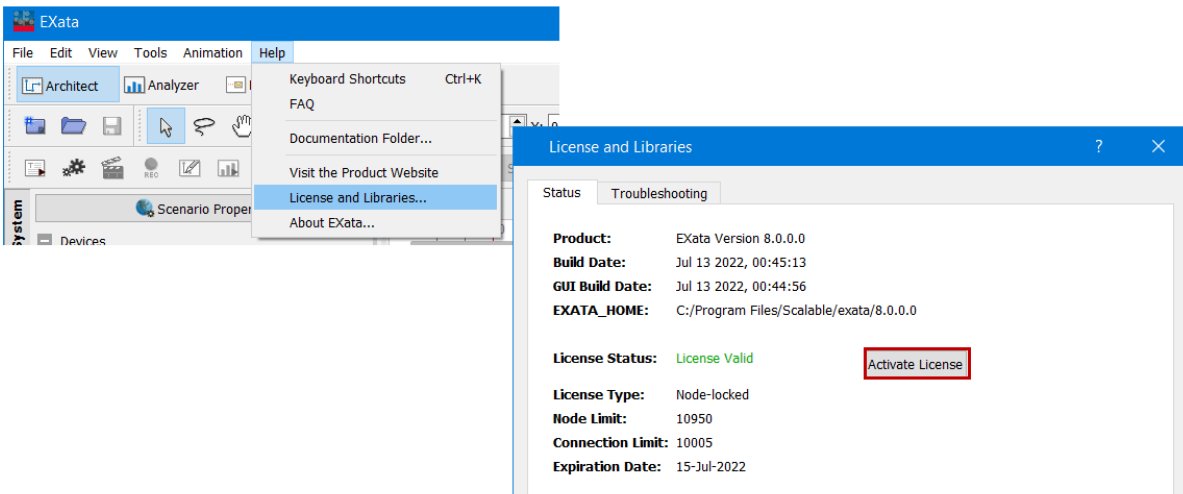 EXata
File Edit View Tools Animation Help
Architect Analyzer
Keyboard Shortcuts Ctrl+K
FAQ
Documentation Folder...
Visit the Product Website
License and Libraries...
About EXata...
REC
System
Scenario Proper
Devices
License and Libraries ?
Status Troubleshooting
Product: EXata Version 8.0.0.0
Build Date: Jul 13 2022, 00:45:13
GUI Build Date: Jul 13 2022, 00:44:56
EXATA_HOME: C:/Program Files/Scalable/exata/8.0.0.0
License Status: License Valid Activate License
License Type: Node-locked
Node Limit: 10950
Connection Limit: 10005
Expiration Date: 15-Jul-2022